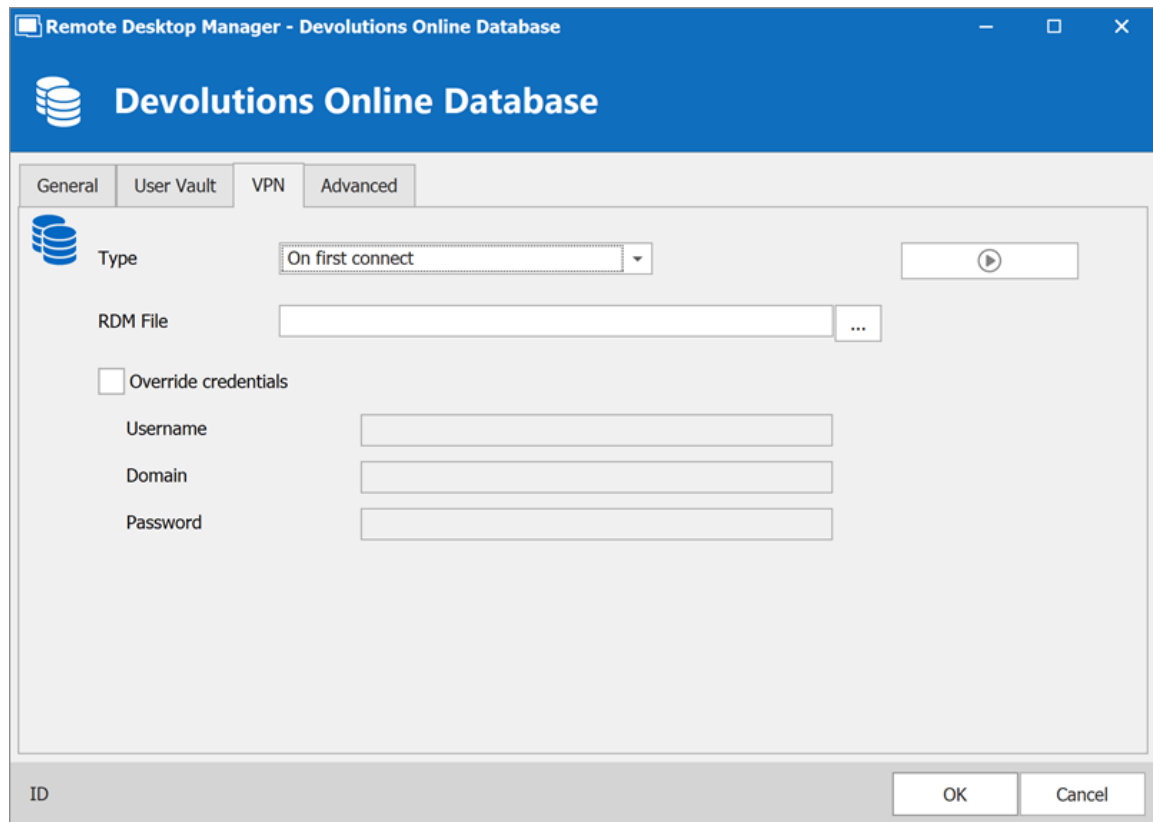 Remote Desktop Manager - Devolutions Online Database
Devolutions Online Database
General User Vault VPN Advanced
Type On first connect
RDM File ...
Override credentials
Username
Domain
Password
ID OK Cancel